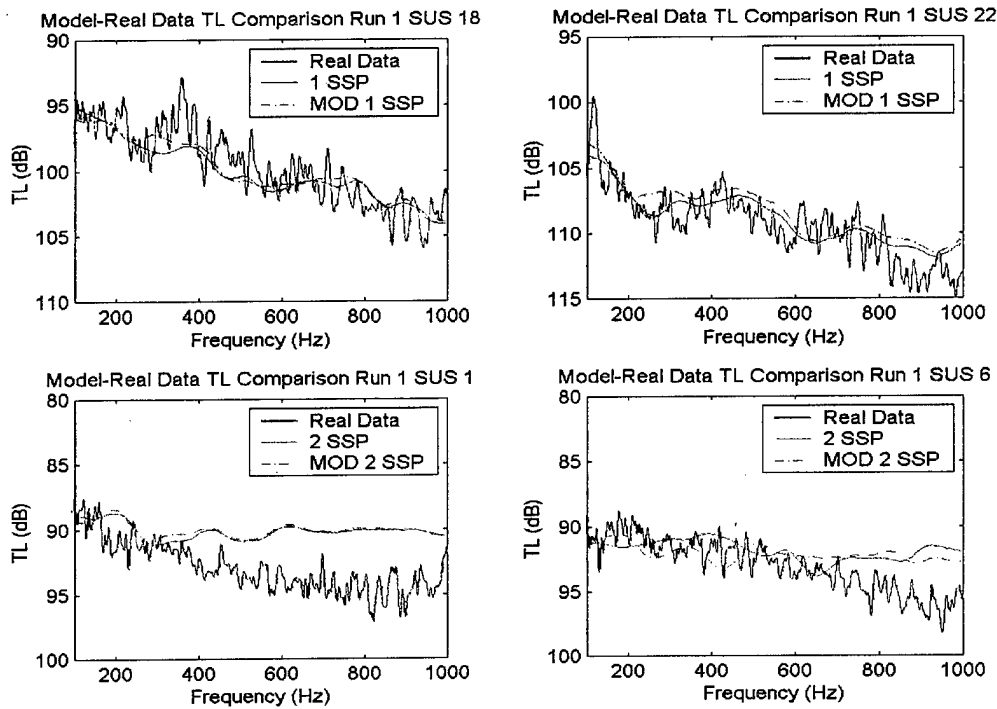 Model-Real Data TL Comparison Run 1 SUS 18
90
95
100
105
110
TL (dB)
Real Data
1 SSP
MOD 1 SSP
200
400
600
800
1000
Frequency (Hz)
Model-Real Data TL Comparison Run 1 SUS 22
95
100
105
110
115
TL (dB)
Real Data
1 SSP
MOD 1 SSP
200
400
600
800
1000
Frequency (Hz)
Model-Real Data TL Comparison Run 1 SUS 1
80
85
90
95
100
TL (dB)
Real Data
2 SSP
MOD 2 SSP
200
400
600
800
1000
Frequency (Hz)
Model-Real Data TL Comparison Run 1 SUS 6
80
85
90
95
100
TL (dB)
Real Data
2 SSP
MOD 2 SSP
200
400
600
800
1000
Frequency (Hz)